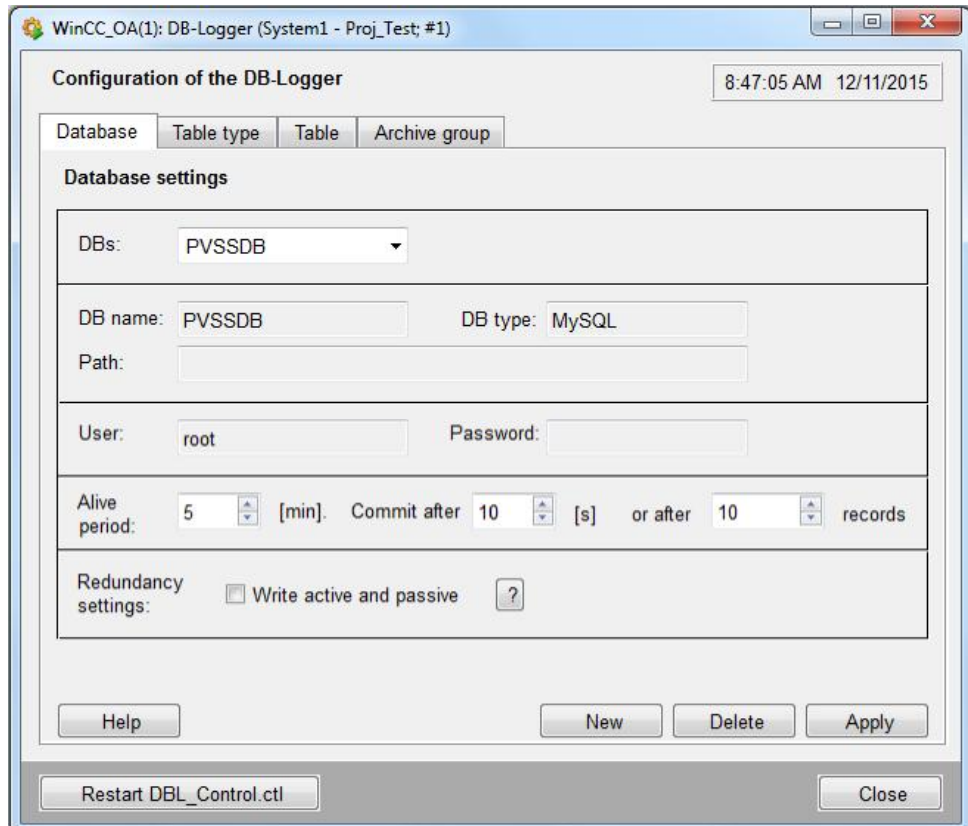 WinCC_OA(1): DB-Logger (System1 - Proj_Test; #1)
Configuration of the DB-Logger
8:47:05 AM 12/11/2015
Database Table type Table Archive group
Database settings
DBs: PVSSDB
DB name: PVSSDB DB type: MySQL
Path:
User: root Password:
Alive period: 5 [min]. Commit after 10 [s] or after 10 records
Redundancy settings: Write active and passive ?
Help New Delete Apply
Restart DBL_Control.ctl Close